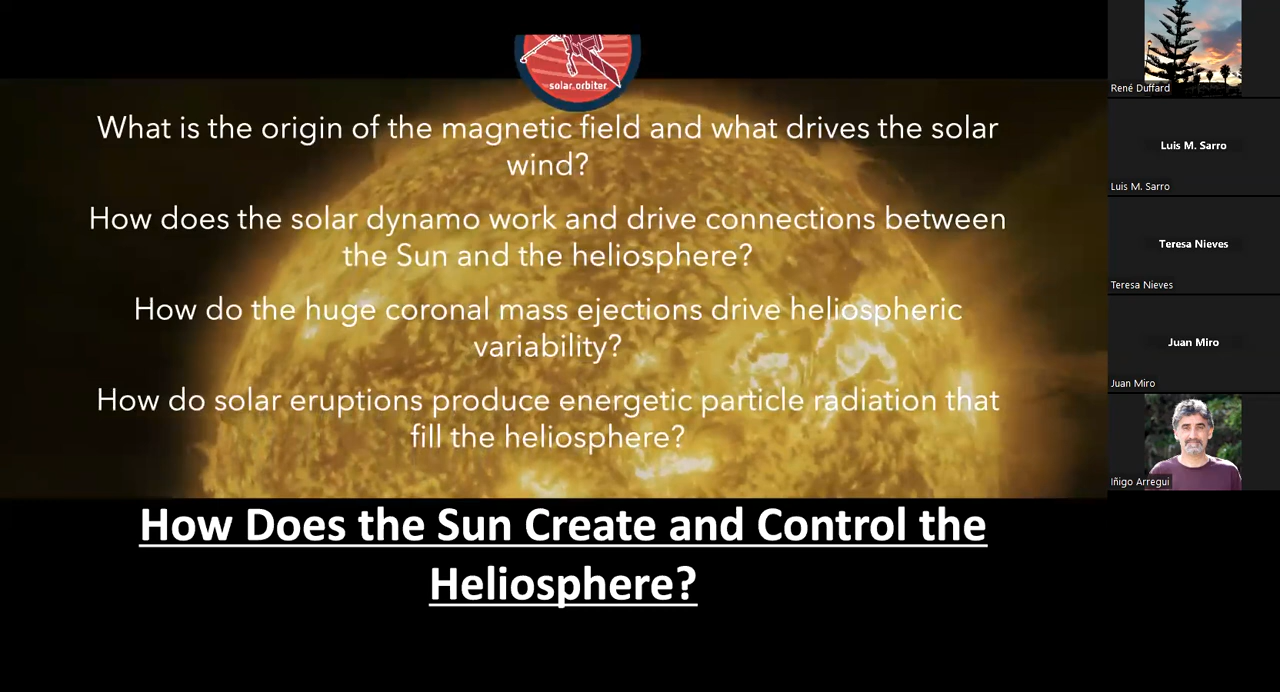 solar orbiter
What is the origin of the magnetic field and what drives the solar
wind?
How does the solar dynamo work and drive connections between
the Sun and the heliosphere?
How do the huge coronal mass ejections drive heliospheric
variability?
How do solar eruptions produce energetic particle radiation that
fill the heliosphere?
How Does the Sun Create and Control the
Heliosphere?
René Duffard
Luis M. Sarro
Luis M. Sarro
Teresa Nieves
Teresa Nieves
Juan Miro
Juan Miro
Iñigo Arregui